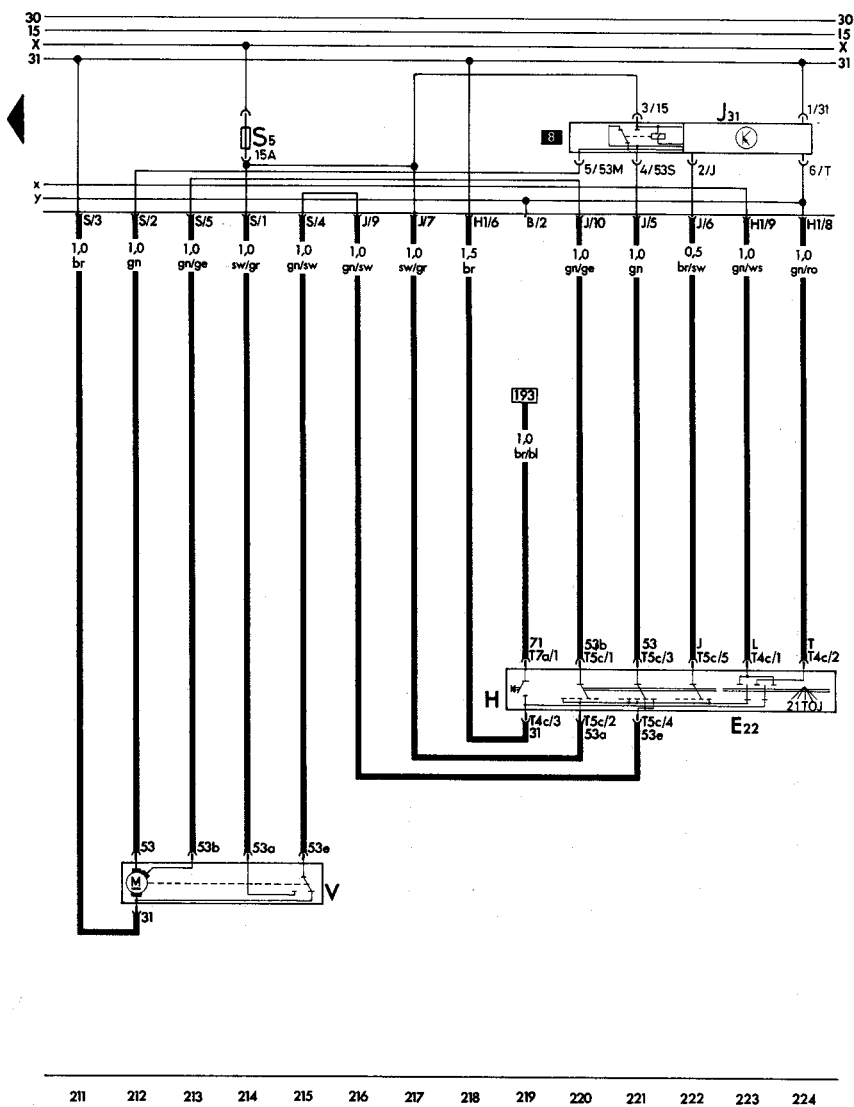 30 30
15 15
X X
31 31
3/15 J31 1/31
S5 8
15A
5/53M 4/53S 2/J 6/T
x
y
S/3 S/2 S/5 S/1 S/4 J/9 J/7 H1/6 B/2 J/10 J/5 J/6 H1/9 H1/8
1,0 1,0 1,0 1,0 1,0 1,0 1,0 1,5 1,0 1,0 0,5 1,0 1,0
br gn gn/ge sw/gr gn/sw gn/sw sw/gr br gn/ge gn br/sw gn/ws gn/ro
193
1,0
br/bl
71 53b 53 J L T
T7a/1 T5c/1 T5c/3 T5c/5 T4c/1 T4c/2
H 21TOJ
T4c/3 T5c/2 T5c/4 E22
31 53a 53e
53 53b 53a 53e
M V
31
211 212 213 214 215 216 217 218 219 220 221 222 223 224